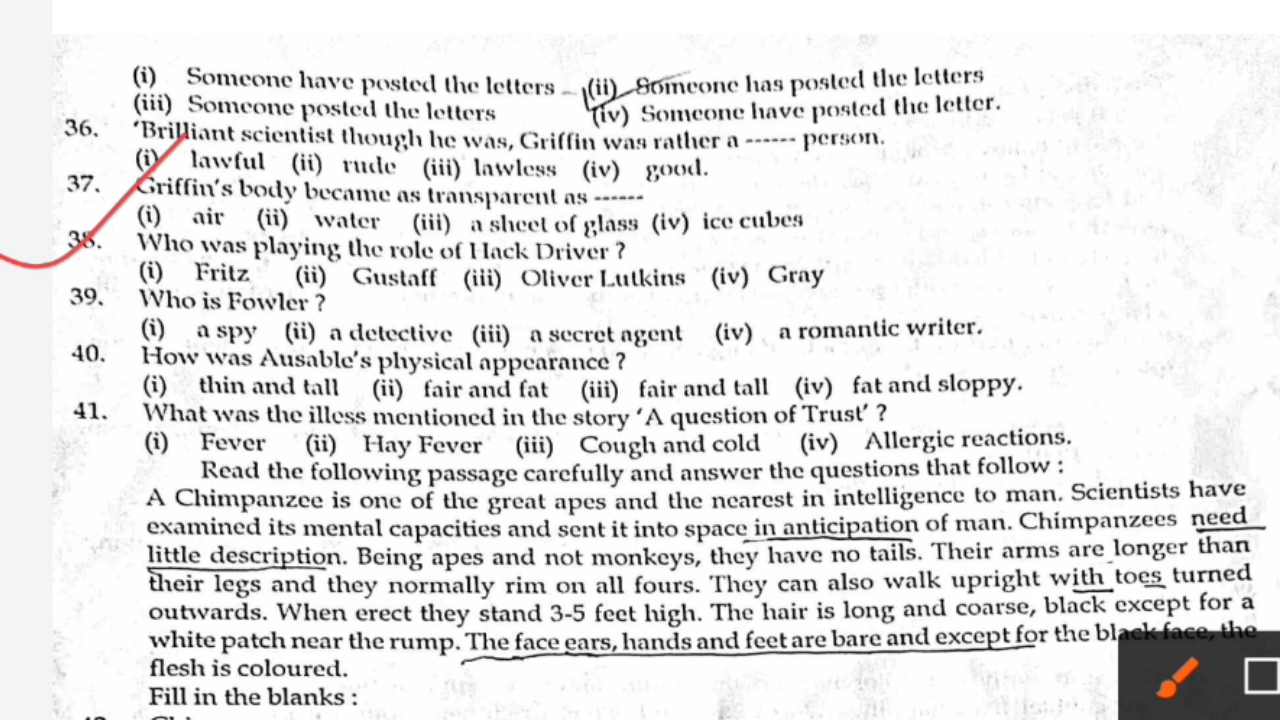 (i) Someone have posted the letters (ii) Someone has posted the letters
(iii) Someone posted the letters (iv) Someone have posted the letter.
36. 'Brilliant scientist though he was, Griffin was rather a ------ person.
(i) lawful (ii) rude (iii) lawless (iv) good.
37. Griffin's body became as transparent as ------
(i) air (ii) water (iii) a sheet of glass (iv) ice cubes
38. Who was playing the role of Hack Driver ?
(i) Fritz (ii) Gustaff (iii) Oliver Lutkins (iv) Gray
39. Who is Fowler ?
(i) a spy (ii) a detective (iii) a secret agent (iv) a romantic writer.
40. How was Ausable's physical appearance ?
(i) thin and tall (ii) fair and fat (iii) fair and tall (iv) fat and sloppy.
41. What was the illess mentioned in the story 'A question of Trust' ?
(i) Fever (ii) Hay Fever (iii) Cough and cold (iv) Allergic reactions.
Read the following passage carefully and answer the questions that follow :
A Chimpanzee is one of the great apes and the nearest in intelligence to man. Scientists have
examined its mental capacities and sent it into space in anticipation of man. Chimpanzees need
little description. Being apes and not monkeys, they have no tails. Their arms are longer than
their legs and they normally rim on all fours. They can also walk upright with toes turned
outwards. When erect they stand 3-5 feet high. The hair is long and coarse, black except for a
white patch near the rump. The face ears, hands and feet are bare and except for the black face, the
flesh is coloured.
Fill in the blanks :